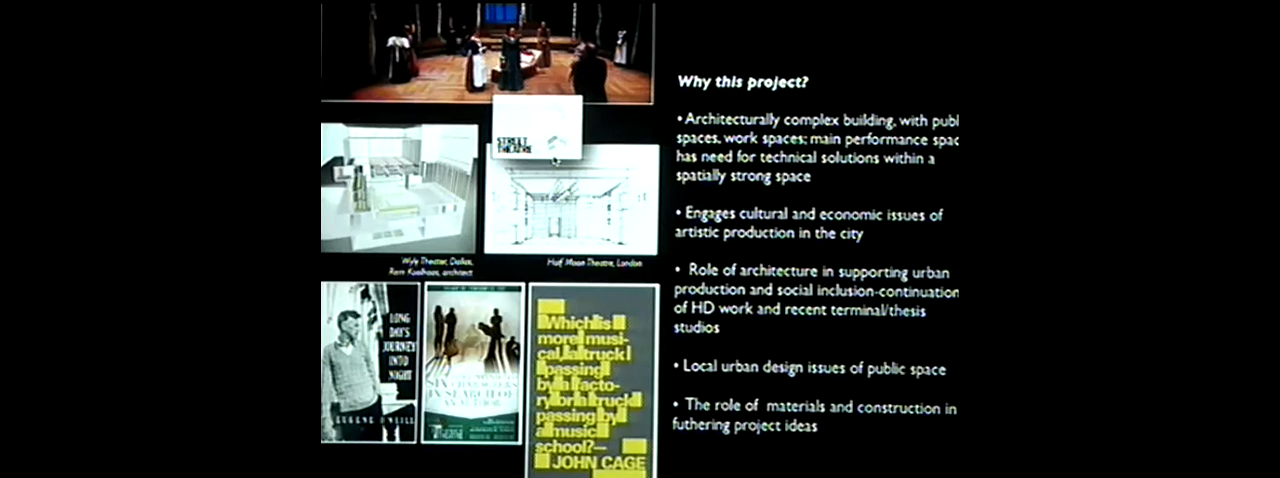 Why this project?
• Architecturally complex building, with publ
spaces, work spaces; main performance spac
has need for technical solutions within a
spatially strong space
• Engages cultural and economic issues of
artistic production in the city
• Role of architecture in supporting urban
production and social inclusion-continuation
of HD work and recent terminal/thesis
studios
• Local urban design issues of public space
• The role of materials and construction in
futhering project ideas
STREET
THEATRE
Wyly Theater, Dallas,
Rem Koolhaas, architect
Half Moon Theatre, London
LONG
DAY'S
JOURNEY
INTO
NIGHT
EUGENE O'NEILL
SIX CHARACTERS
IN SEARCH OF
AN AUTHOR
Which is
more musi-
cal, a truck
passing
by a facto-
ry or a truck
passing by
a music
school?—
JOHN CAGE